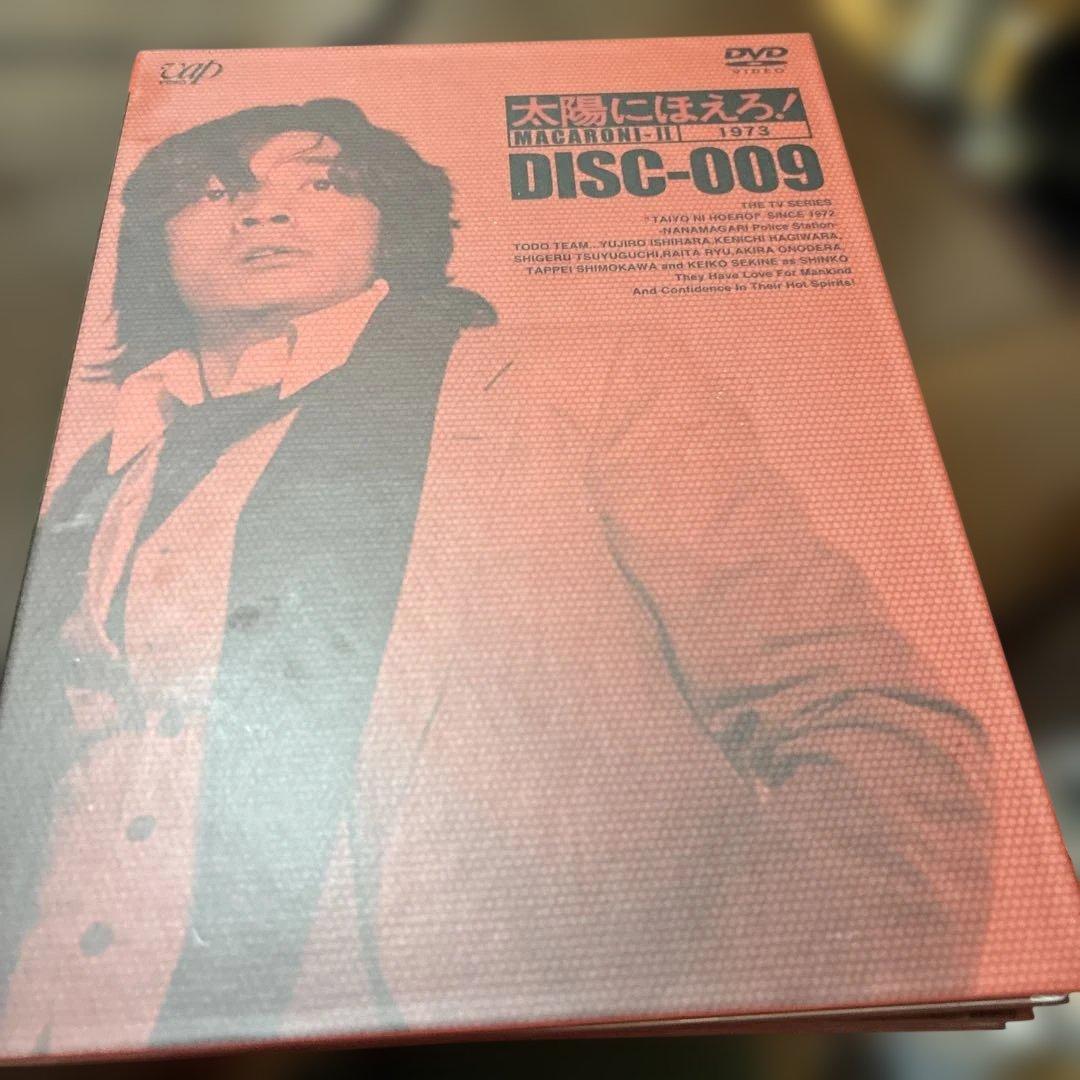 vap
DVD
VIDEO
太陽にほえろ!
MACARONI-II 1973
DISC-009
THE TV SERIES
"TAIYO NI HOERO!" SINCE 1972
-NANAMAGARI Police Station-
TODO TEAM...YUJIRO ISHIHARA,KENICHI HAGIWARA,
SHIGERU TSUYUGUCHI,RAITA RYU,AKIRA ONODERA,
TAPPEI SHIMOKAWA and KEIKO SEKINE as SHINKO
They Have Love For Mankind
And Confidence In Their Hot Spirits!